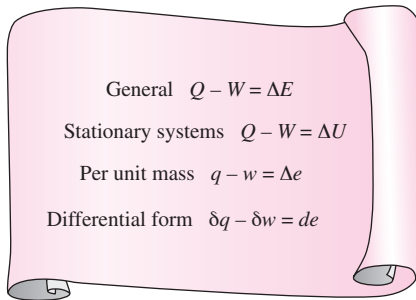 General Q – W = ΔE
Stationary systems Q – W = ΔU
Per unit mass q – w = Δe
Differential form δq – δw = de